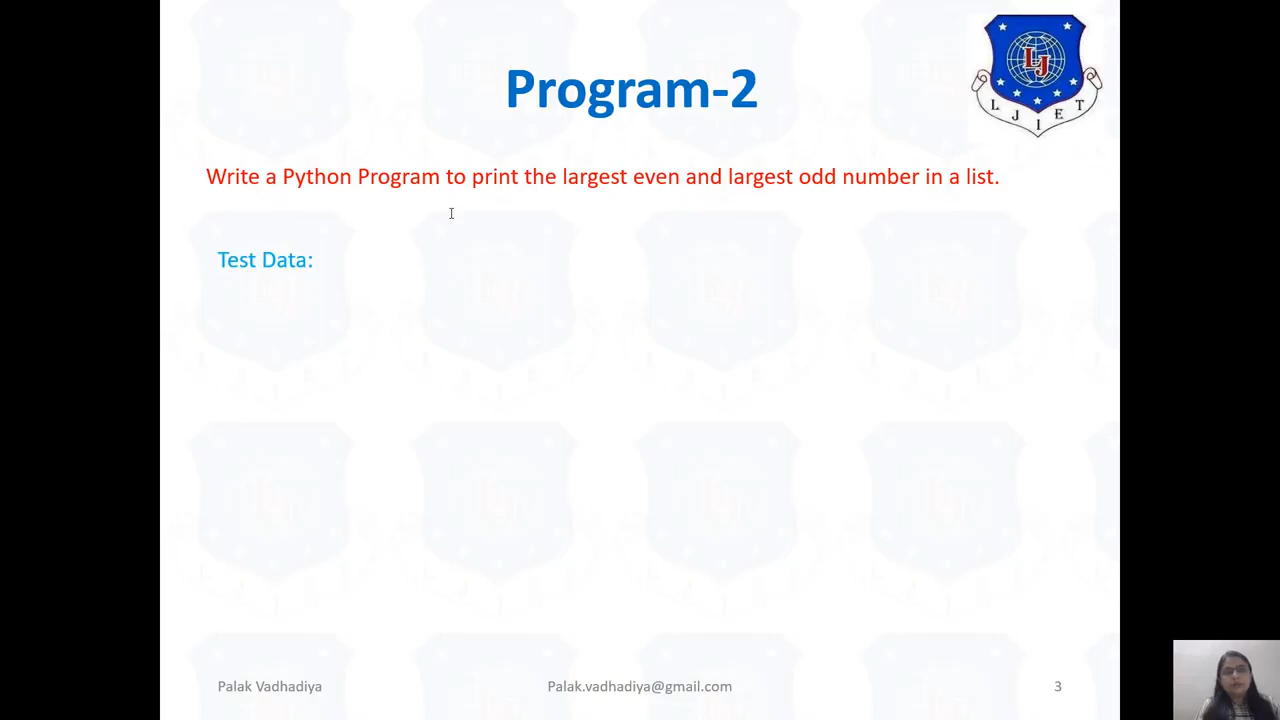 Program-2
LJ
L J I E T
Write a Python Program to print the largest even and largest odd number in a list.
Test Data:
Palak Vadhadiya
Palak.vadhadiya@gmail.com
3